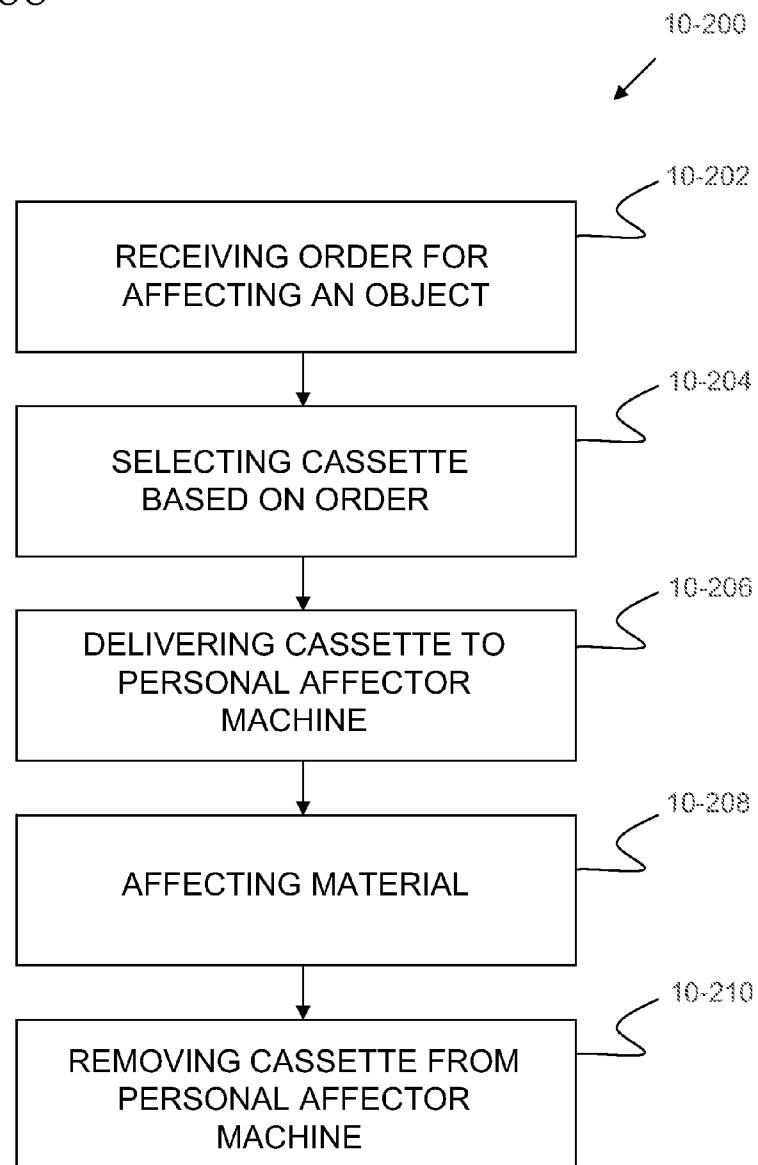 10-200
10-202
RECEIVING ORDER FOR
AFFECTING AN OBJECT
10-204
SELECTING CASSETTE
BASED ON ORDER
10-206
DELIVERING CASSETTE TO
PERSONAL AFFECTOR
MACHINE
10-208
AFFECTING MATERIAL
10-210
REMOVING CASSETTE FROM
PERSONAL AFFECTOR
MACHINE